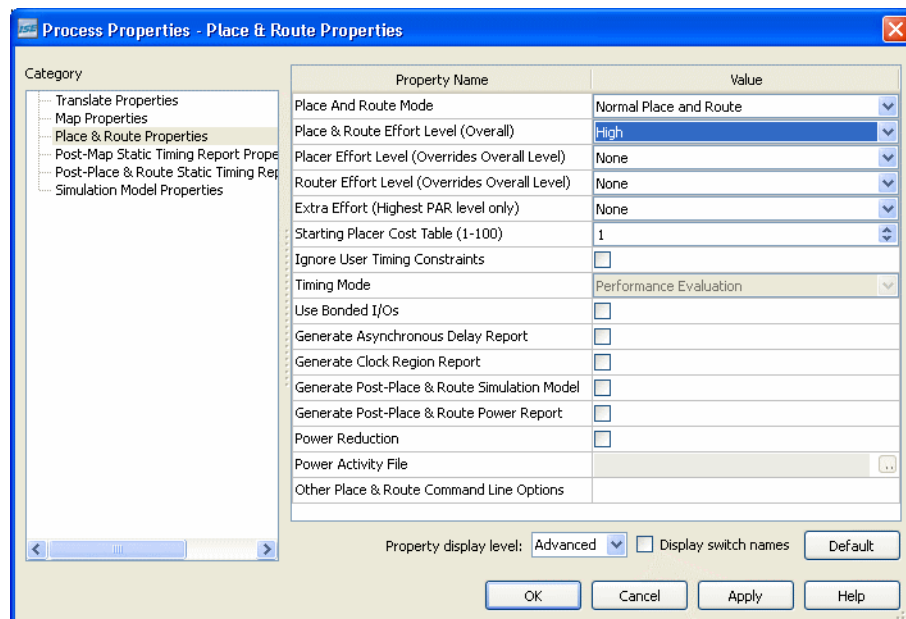 ISE Process Properties - Place & Route Properties
Category
Translate Properties
Map Properties
Place & Route Properties
Post-Map Static Timing Report Prope
Post-Place & Route Static Timing Rep
Simulation Model Properties
Property Name Value
Place And Route Mode Normal Place and Route
Place & Route Effort Level (Overall) High
Placer Effort Level (Overrides Overall Level) None
Router Effort Level (Overrides Overall Level) None
Extra Effort (Highest PAR level only) None
Starting Placer Cost Table (1-100) 1
Ignore User Timing Constraints
Timing Mode Performance Evaluation
Use Bonded I/Os
Generate Asynchronous Delay Report
Generate Clock Region Report
Generate Post-Place & Route Simulation Model
Generate Post-Place & Route Power Report
Power Reduction
Power Activity File ..
Other Place & Route Command Line Options
Property display level: Advanced Display switch names Default
OK Cancel Apply Help